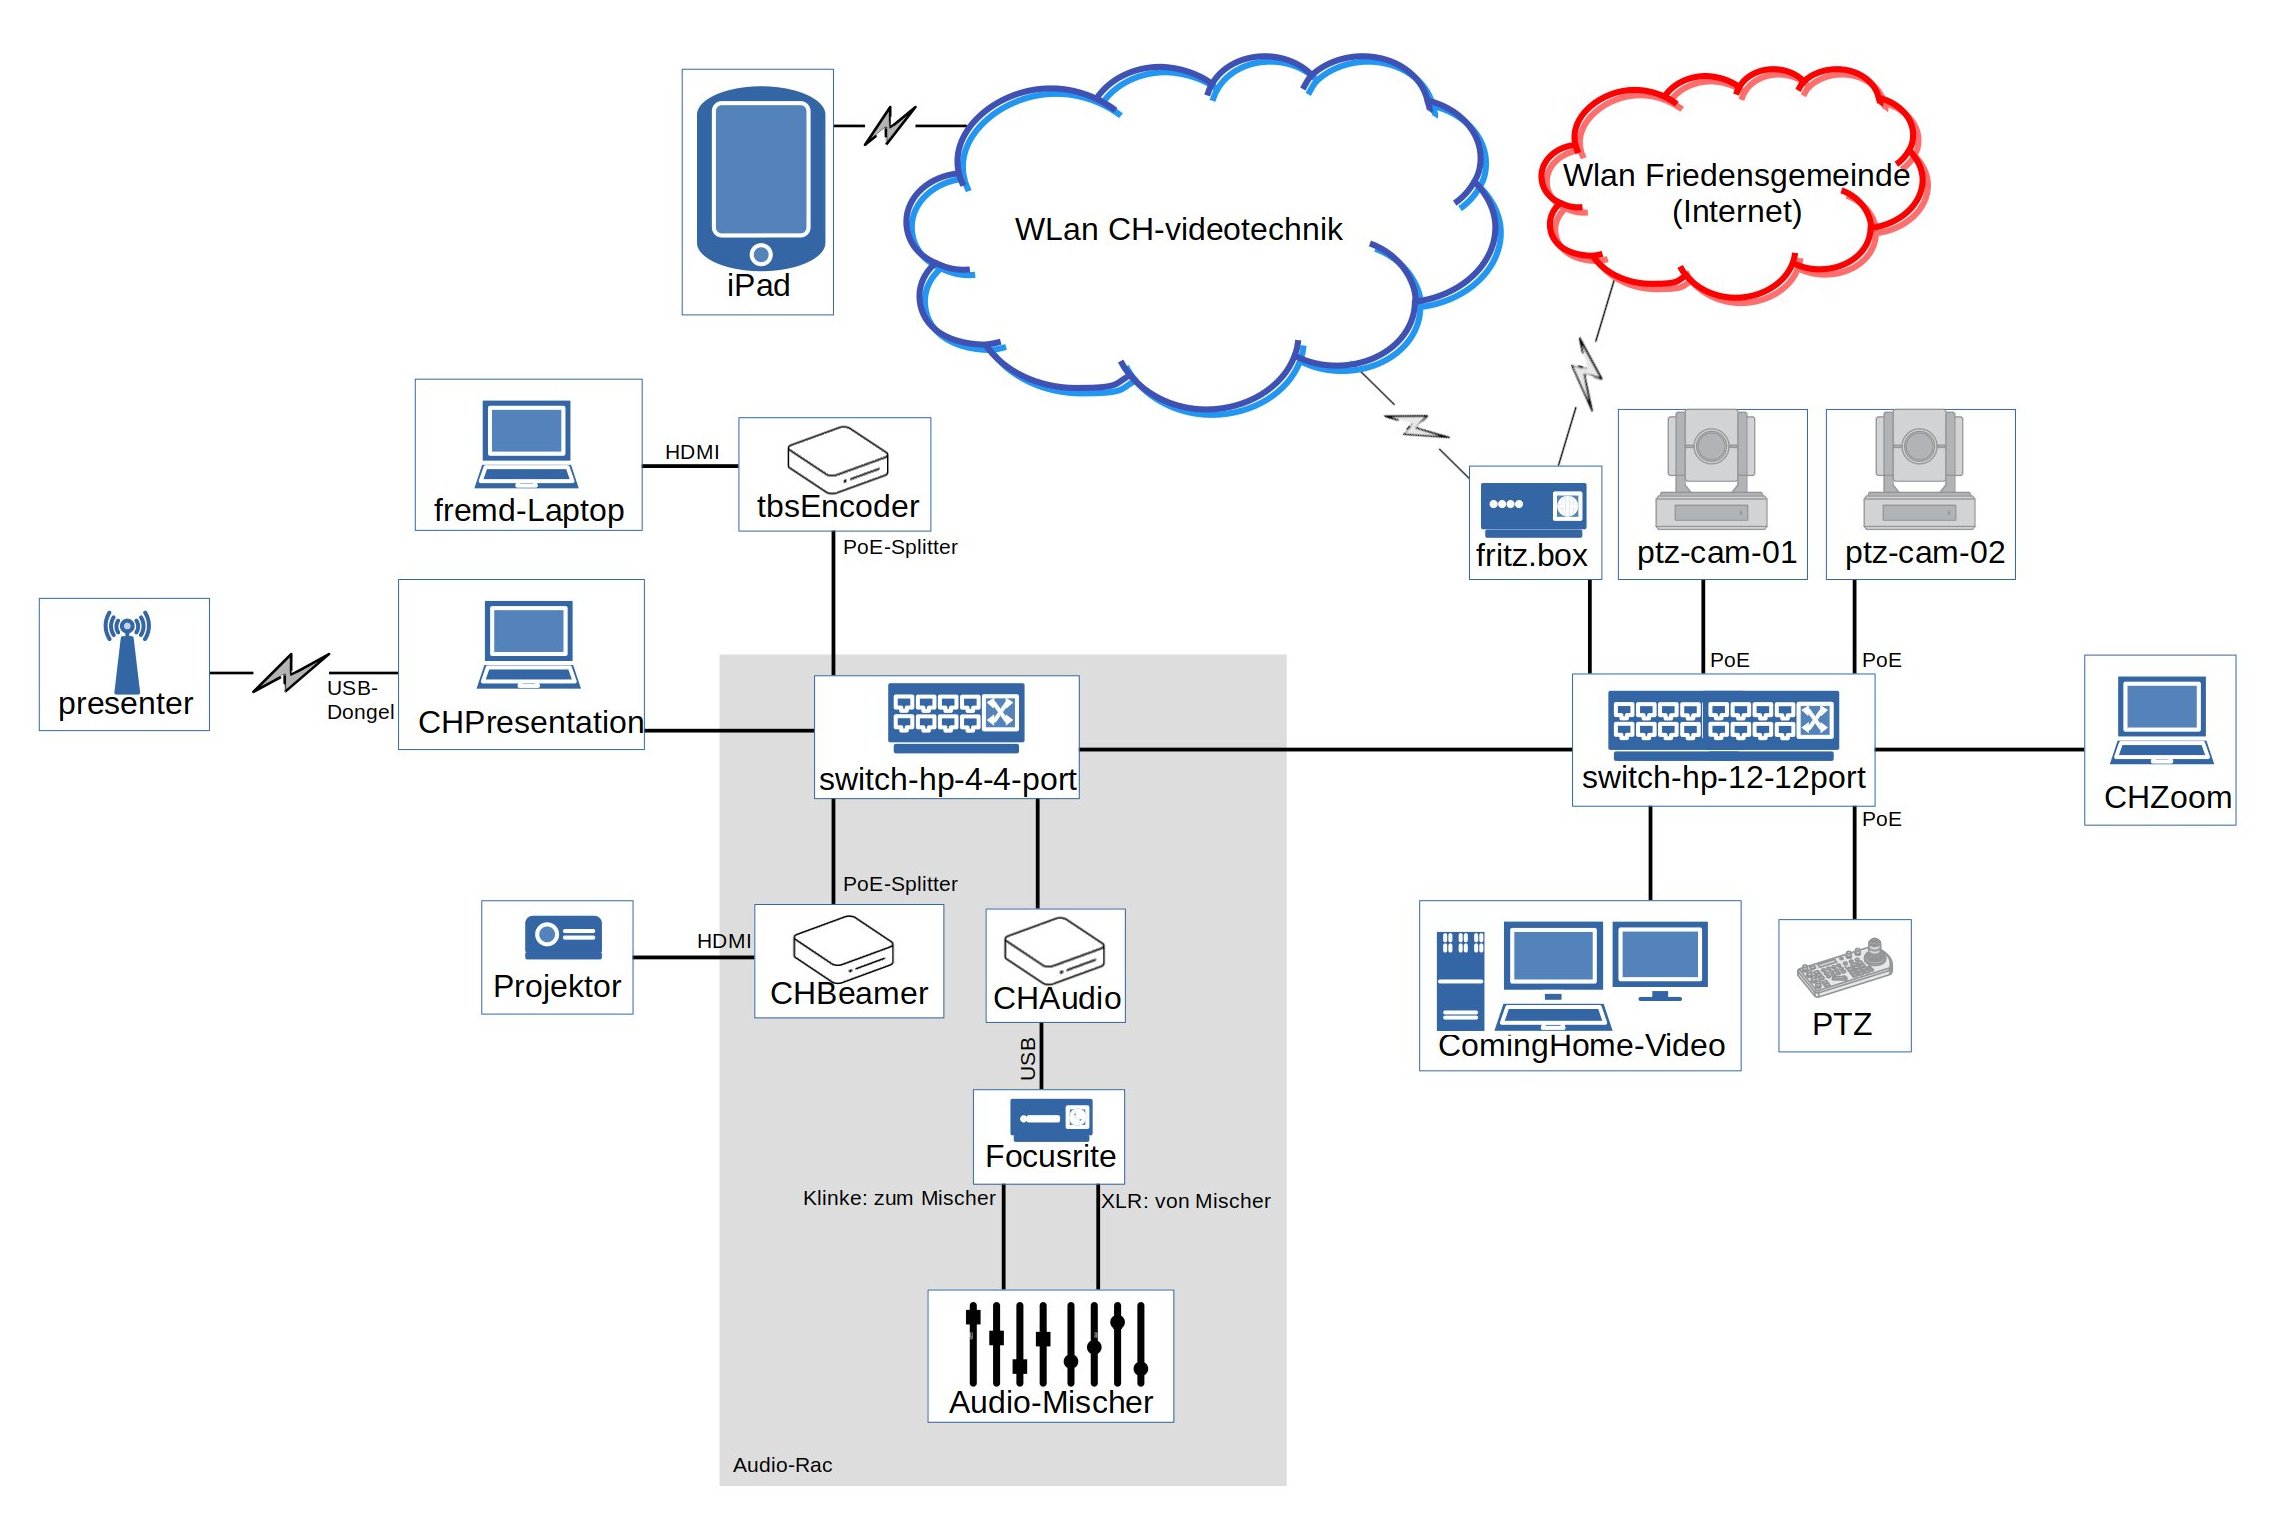 WLan CH-videotechnik
Wlan Friedensgemeinde
(Internet)
iPad
fremd-Laptop
HDMI
tbsEncoder
PoE-Splitter
fritz.box
ptz-cam-01
ptz-cam-02
PoE
PoE
presenter
USB-
Dongel
CHPresentation
switch-hp-4-4-port
switch-hp-12-12port
CHZoom
PoE
PoE-Splitter
Projektor
HDMI
CHBeamer
CHAudio
ComingHome-Video
PTZ
USB
Focusrite
Klinke: zum Mischer
XLR: von Mischer
Audio-Mischer
Audio-Rac